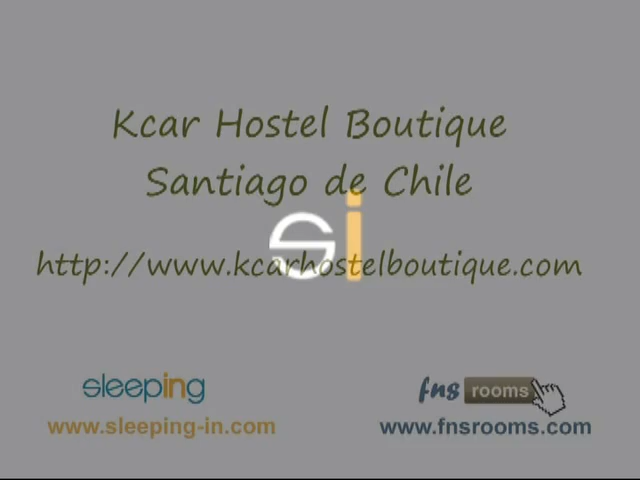 Kcar Hostel Boutique
Santiago de Chile
si
http://www.kcarhostelboutique.com
sleeping
www.sleeping-in.com
fns rooms
www.fnsrooms.com